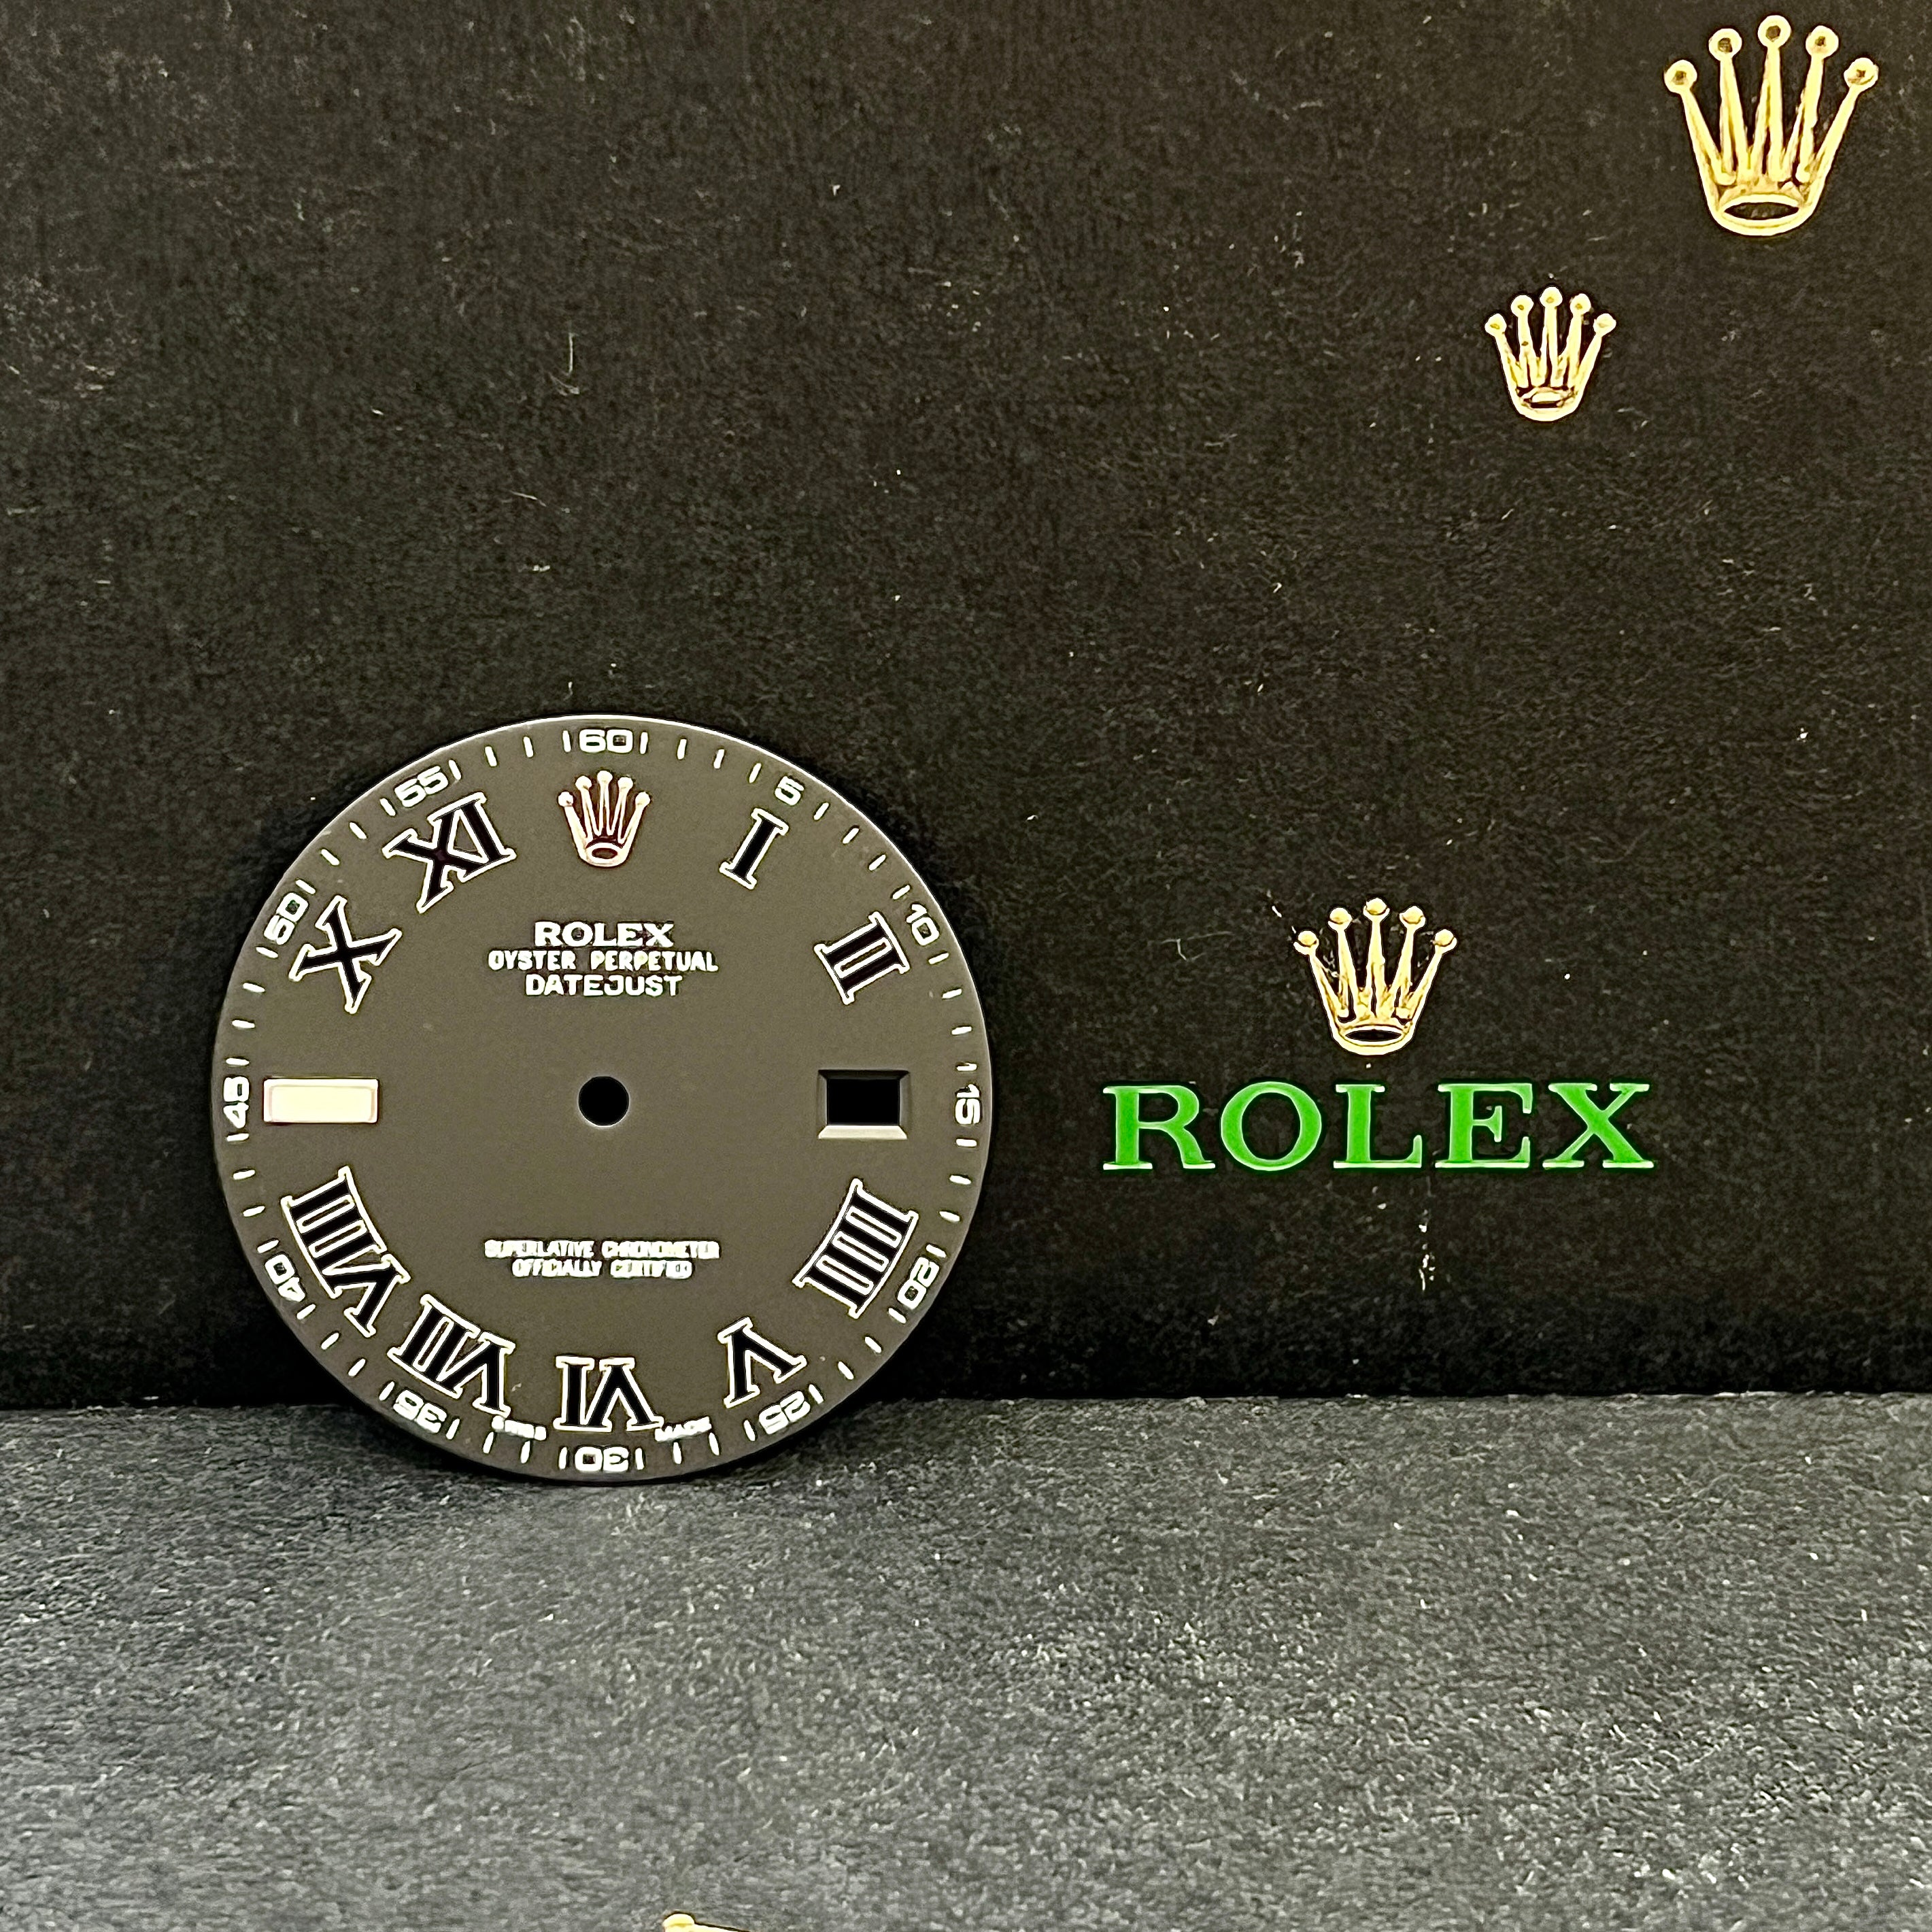 60
5
10
15
20
25
30
35
40
45
50
55
I
II
IIII
V
VI
VII
VIII
X
XI
ROLEX
OYSTER PERPETUAL
DATEJUST
SUPERLATIVE CHRONOMETER
OFFICIALLY CERTIFIED
SWISS MADE
ROLEX